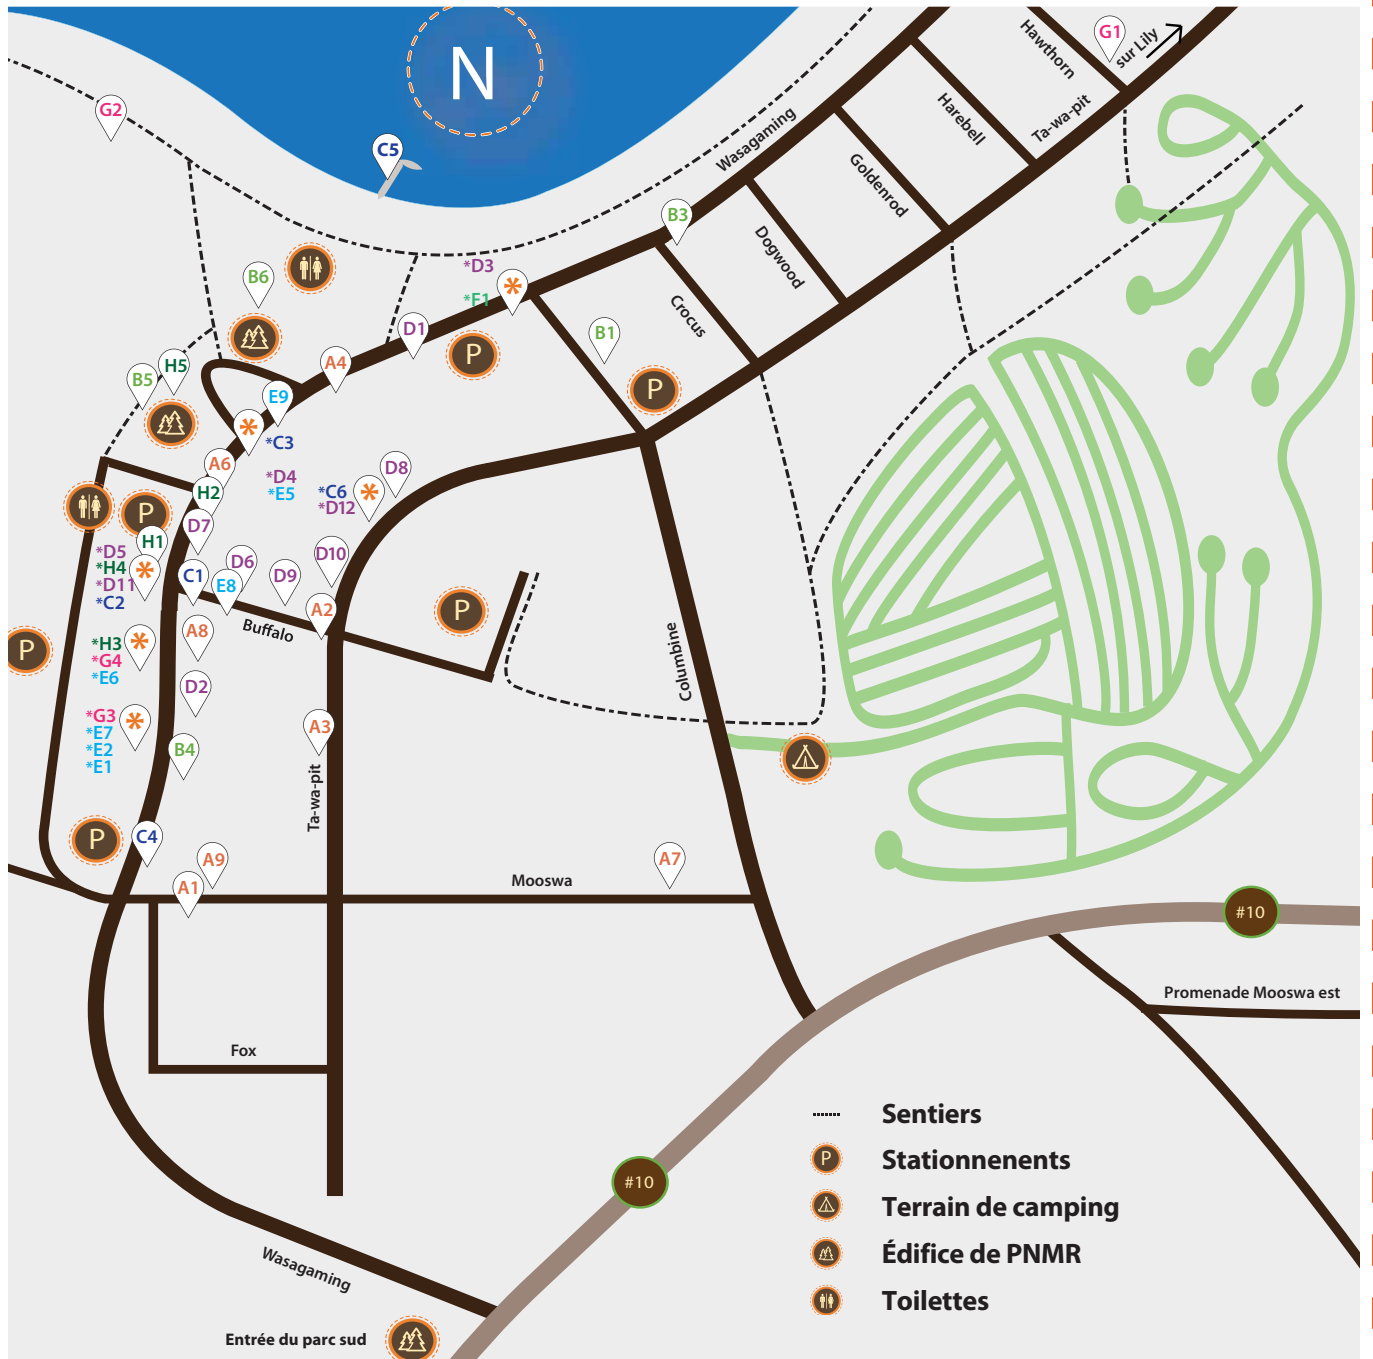 Hawthorn
G1
sur Lily
N
G2
Harebell
Ta-wa-pit
Wasagaming
C5
Goldenrod
B3
Dogwood
*D3
B6
*F1
*
Crocus
D1
B1
A4
P
H5
B5
P
E9
*
*C3
A6
D8
*D4
*E5
*C6
*D12
*
H2
P
D7
H1
*D5
*H4
*D11
*C2
*
D10
D6
D9
C1
E8
A2
P
Buffalo
A8
*H3
*G4
*E6
*
P
Columbine
D2
*G3
*E7
*E2
*E1
*
A3
B4
Ta-wa-pit
P
C4
A9
A7
A1
Mooswa
#10
Promenade Mooswa est
Fox
Sentiers
P
Stationnenents
#10
Terrain de camping
Édifice de PNMR
Wasagaming
Toilettes
Entrée du parc sud